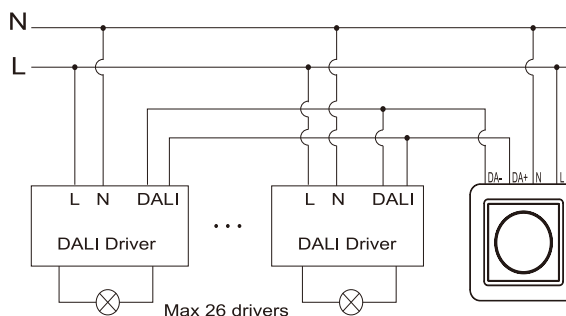 N
L
DA- DA+ N L
L N DALI
DALI Driver
...
L N DALI
DALI Driver
Max 26 drivers